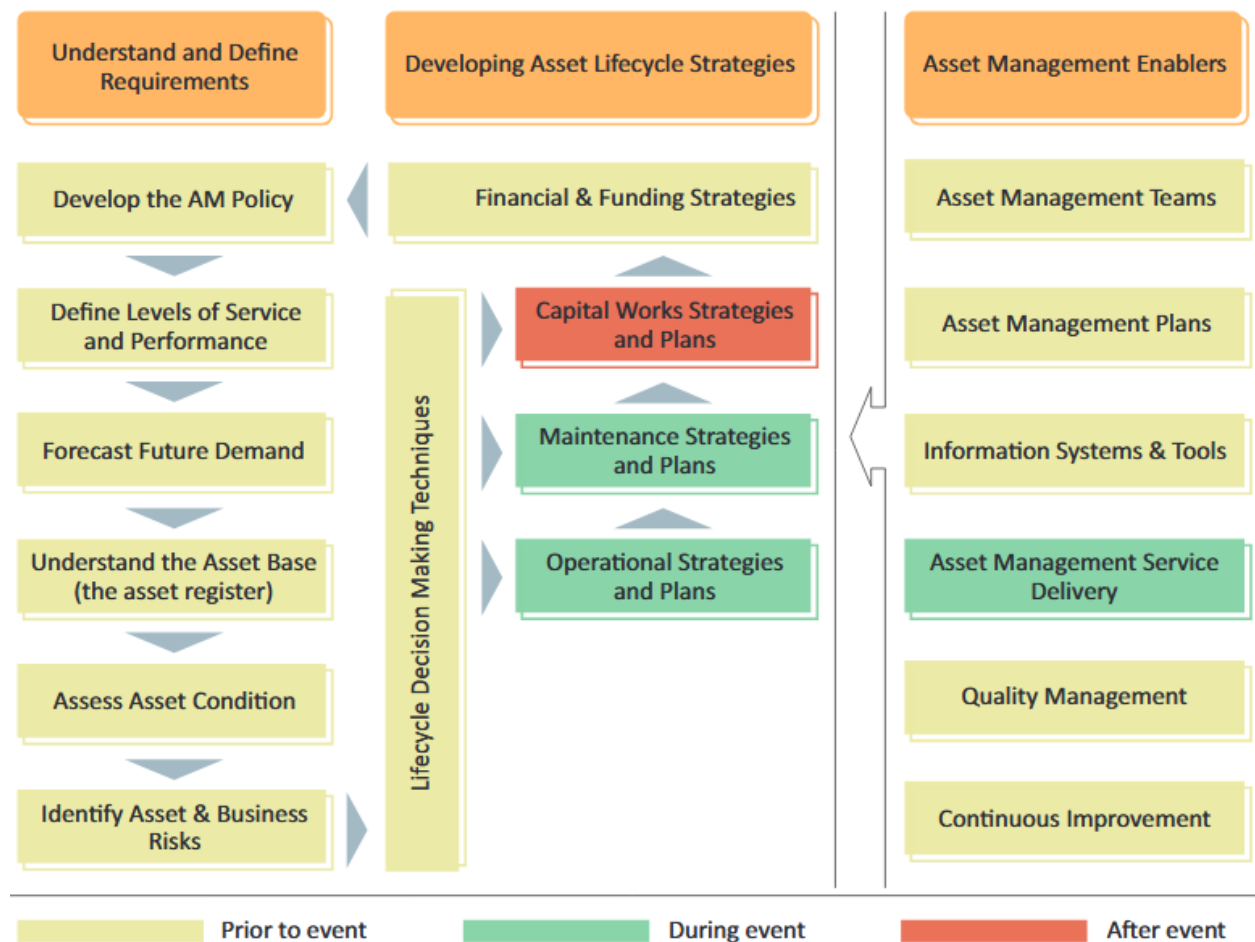 Understand and Define
Requirements
Developing Asset Lifecycle Strategies
Asset Management Enablers
Develop the AM Policy
Financial & Funding Strategies
Asset Management Teams
Define Levels of Service
and Performance
Capital Works Strategies
and Plans
Asset Management Plans
Forecast Future Demand
Lifecycle Decision Making Techniques
Maintenance Strategies
and Plans
Information Systems & Tools
Understand the Asset Base
(the asset register)
Operational Strategies
and Plans
Asset Management Service
Delivery
Assess Asset Condition
Quality Management
Identify Asset & Business
Risks
Continuous Improvement
Prior to event
During event
After event